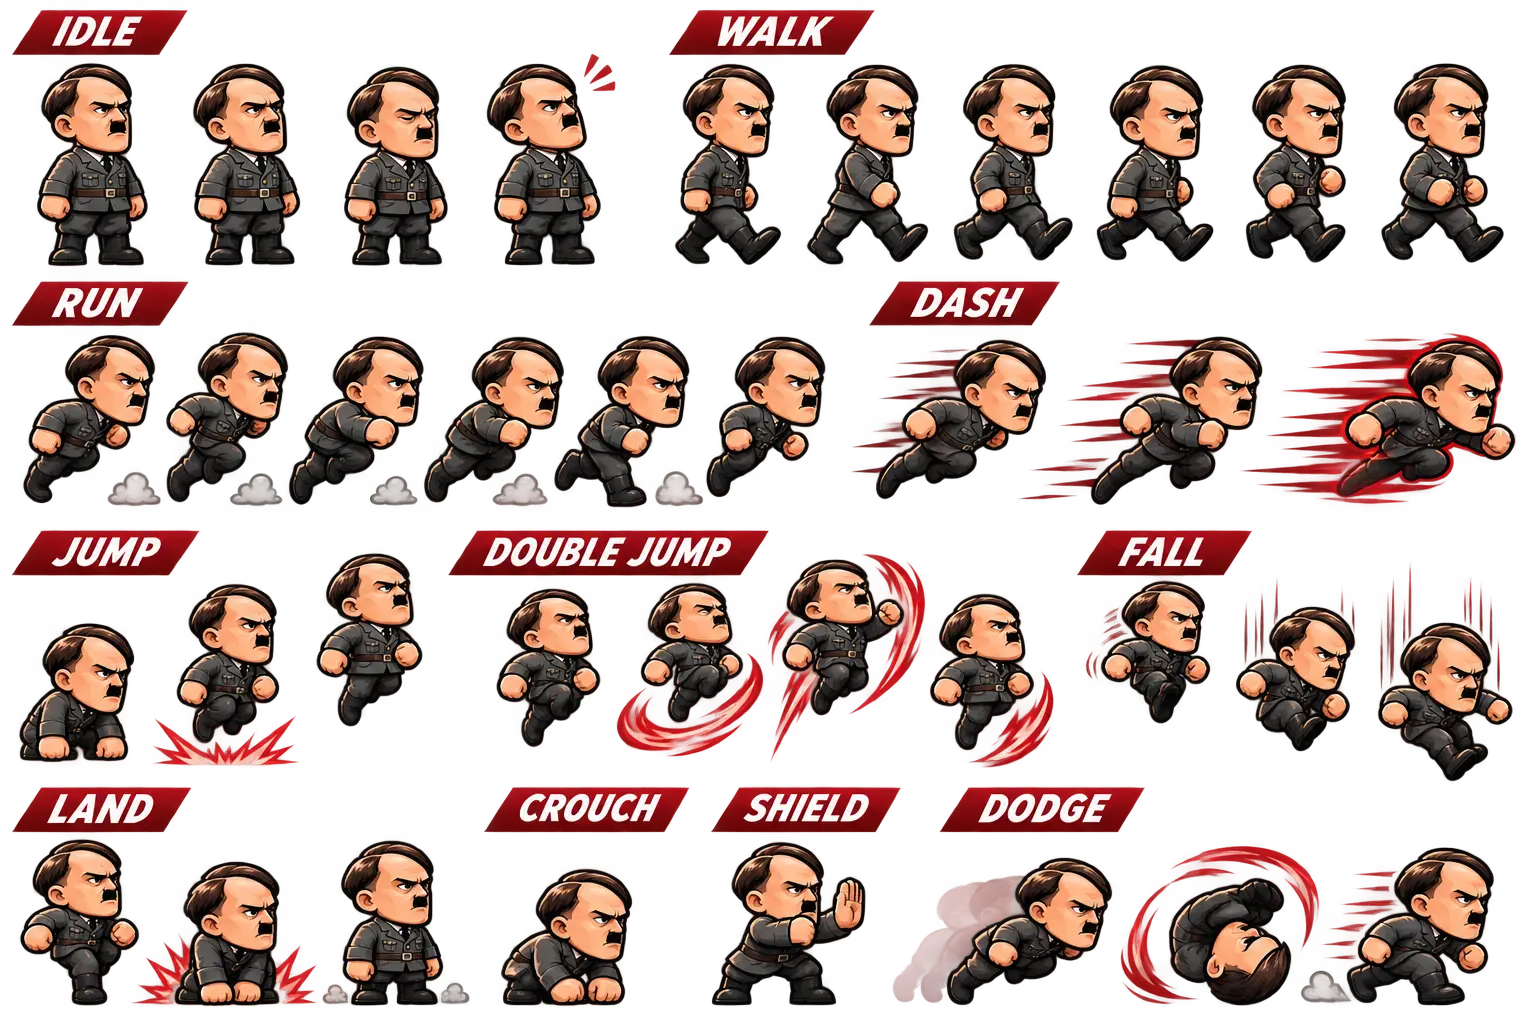 IDLE
WALK
RUN
DASH
JUMP
DOUBLE JUMP
FALL
LAND
CROUCH
SHIELD
DODGE